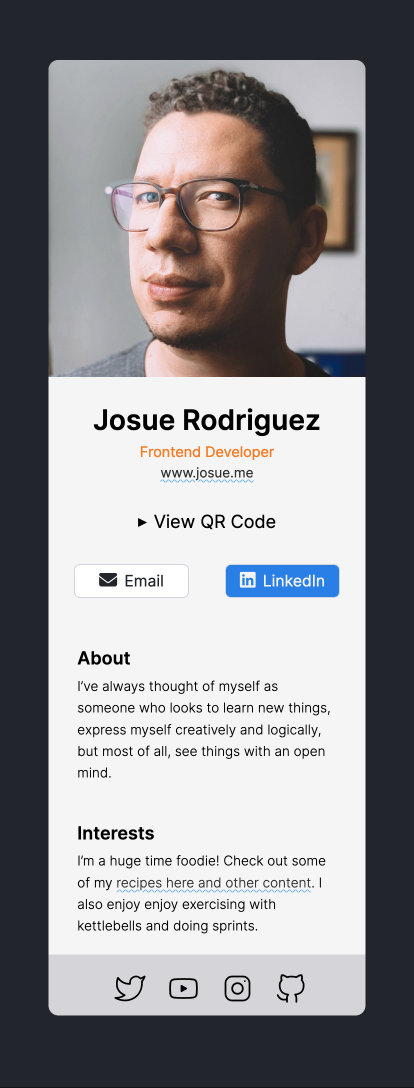 Josue Rodriguez
Frontend Developer
www.josue.me
▸ View QR Code
Email
LinkedIn
About
I've always thought of myself as
someone who looks to learn new things,
express myself creatively and logically,
but most of all, see things with an open
mind.
Interests
I'm a huge time foodie! Check out some
of my recipes here and other content. I
also enjoy enjoy exercising with
kettlebells and doing sprints.